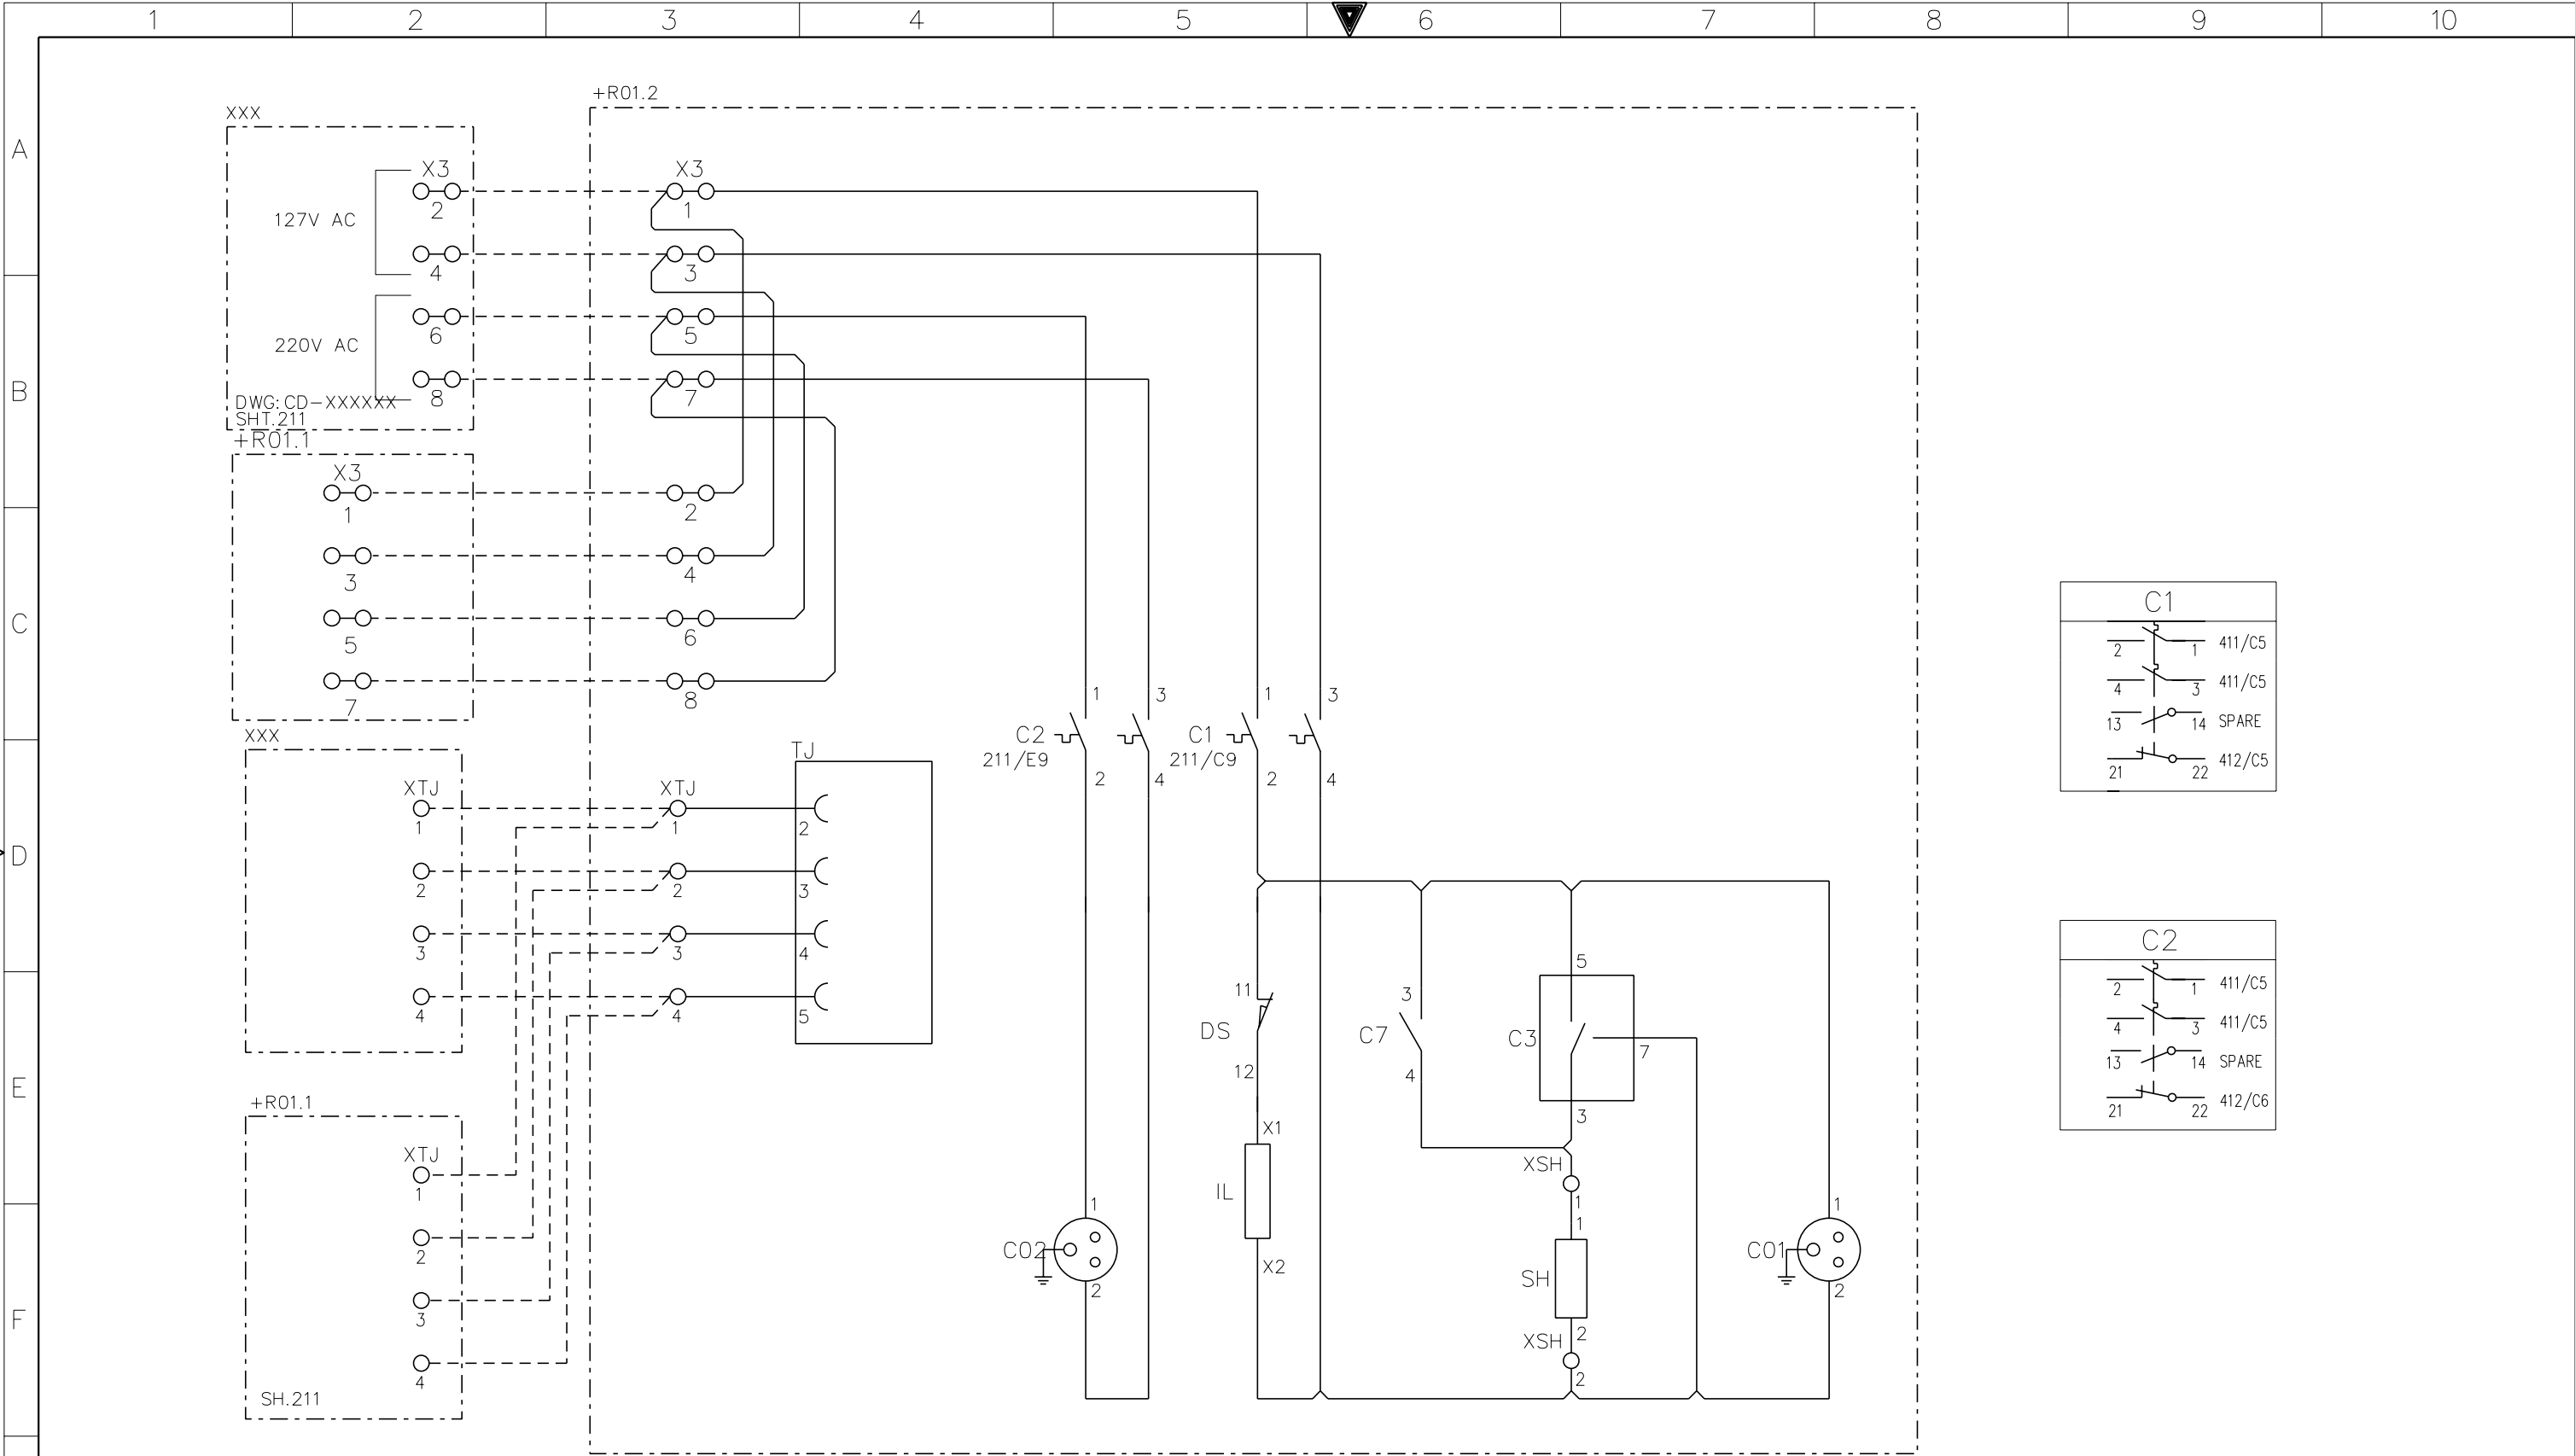 1 2 3 4 5 6 7 8 9 10
A
B
C
D
E
F
XXX
X3
2
127V AC
4
6
220V AC
8
DWG:CD-XXXXXX
SHT.211
+R01.1
X3
1
3
5
7
XXX
XTJ
1
2
3
4
+R01.1
XTJ
1
2
3
4
SH.211
+R01.2
X3
1
3
5
7
2
4
6
8
XTJ
1
2
3
4
TJ
2
3
4
5
1 3
C2
211/E9
2 4
1 3
C1
211/C9
2 4
CO2
1
2
11
DS
12
X1
IL
X2
3
C7
4
5
C3
7
3
XSH
1
1
SH
2
XSH
2
1
CO1
2
C1
2 1 411/C5
4 3 411/C5
13 14 SPARE
21 22 412/C5
C2
2 1 411/C5
4 3 411/C5
13 14 SPARE
21 22 412/C6